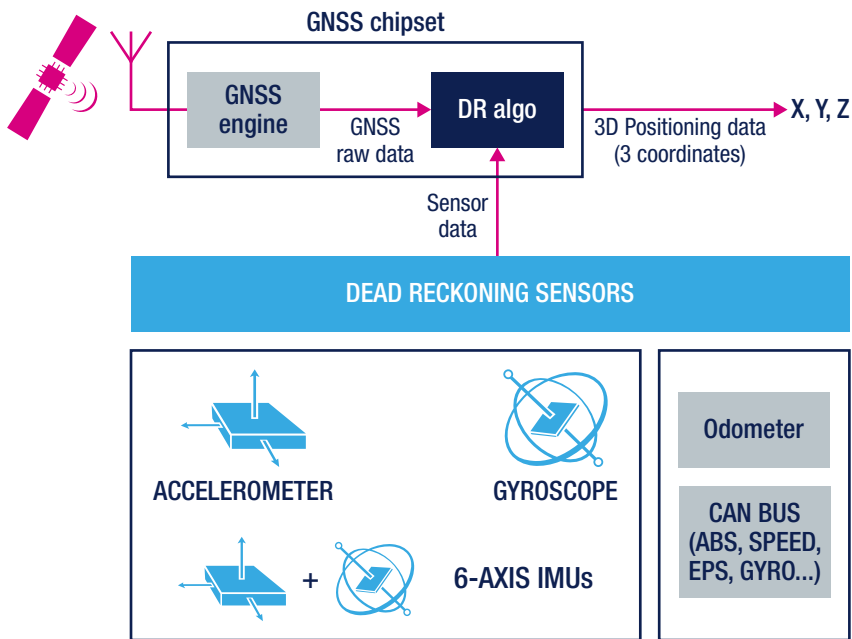 GNSS chipset
GNSS
engine
GNSS
raw data
DR algo
3D Positioning data
(3 coordinates)
X, Y, Z
Sensor
data
DEAD RECKONING SENSORS
ACCELEROMETER
GYROSCOPE
+
6-AXIS IMUs
Odometer
CAN BUS
(ABS, SPEED,
EPS, GYRO...)